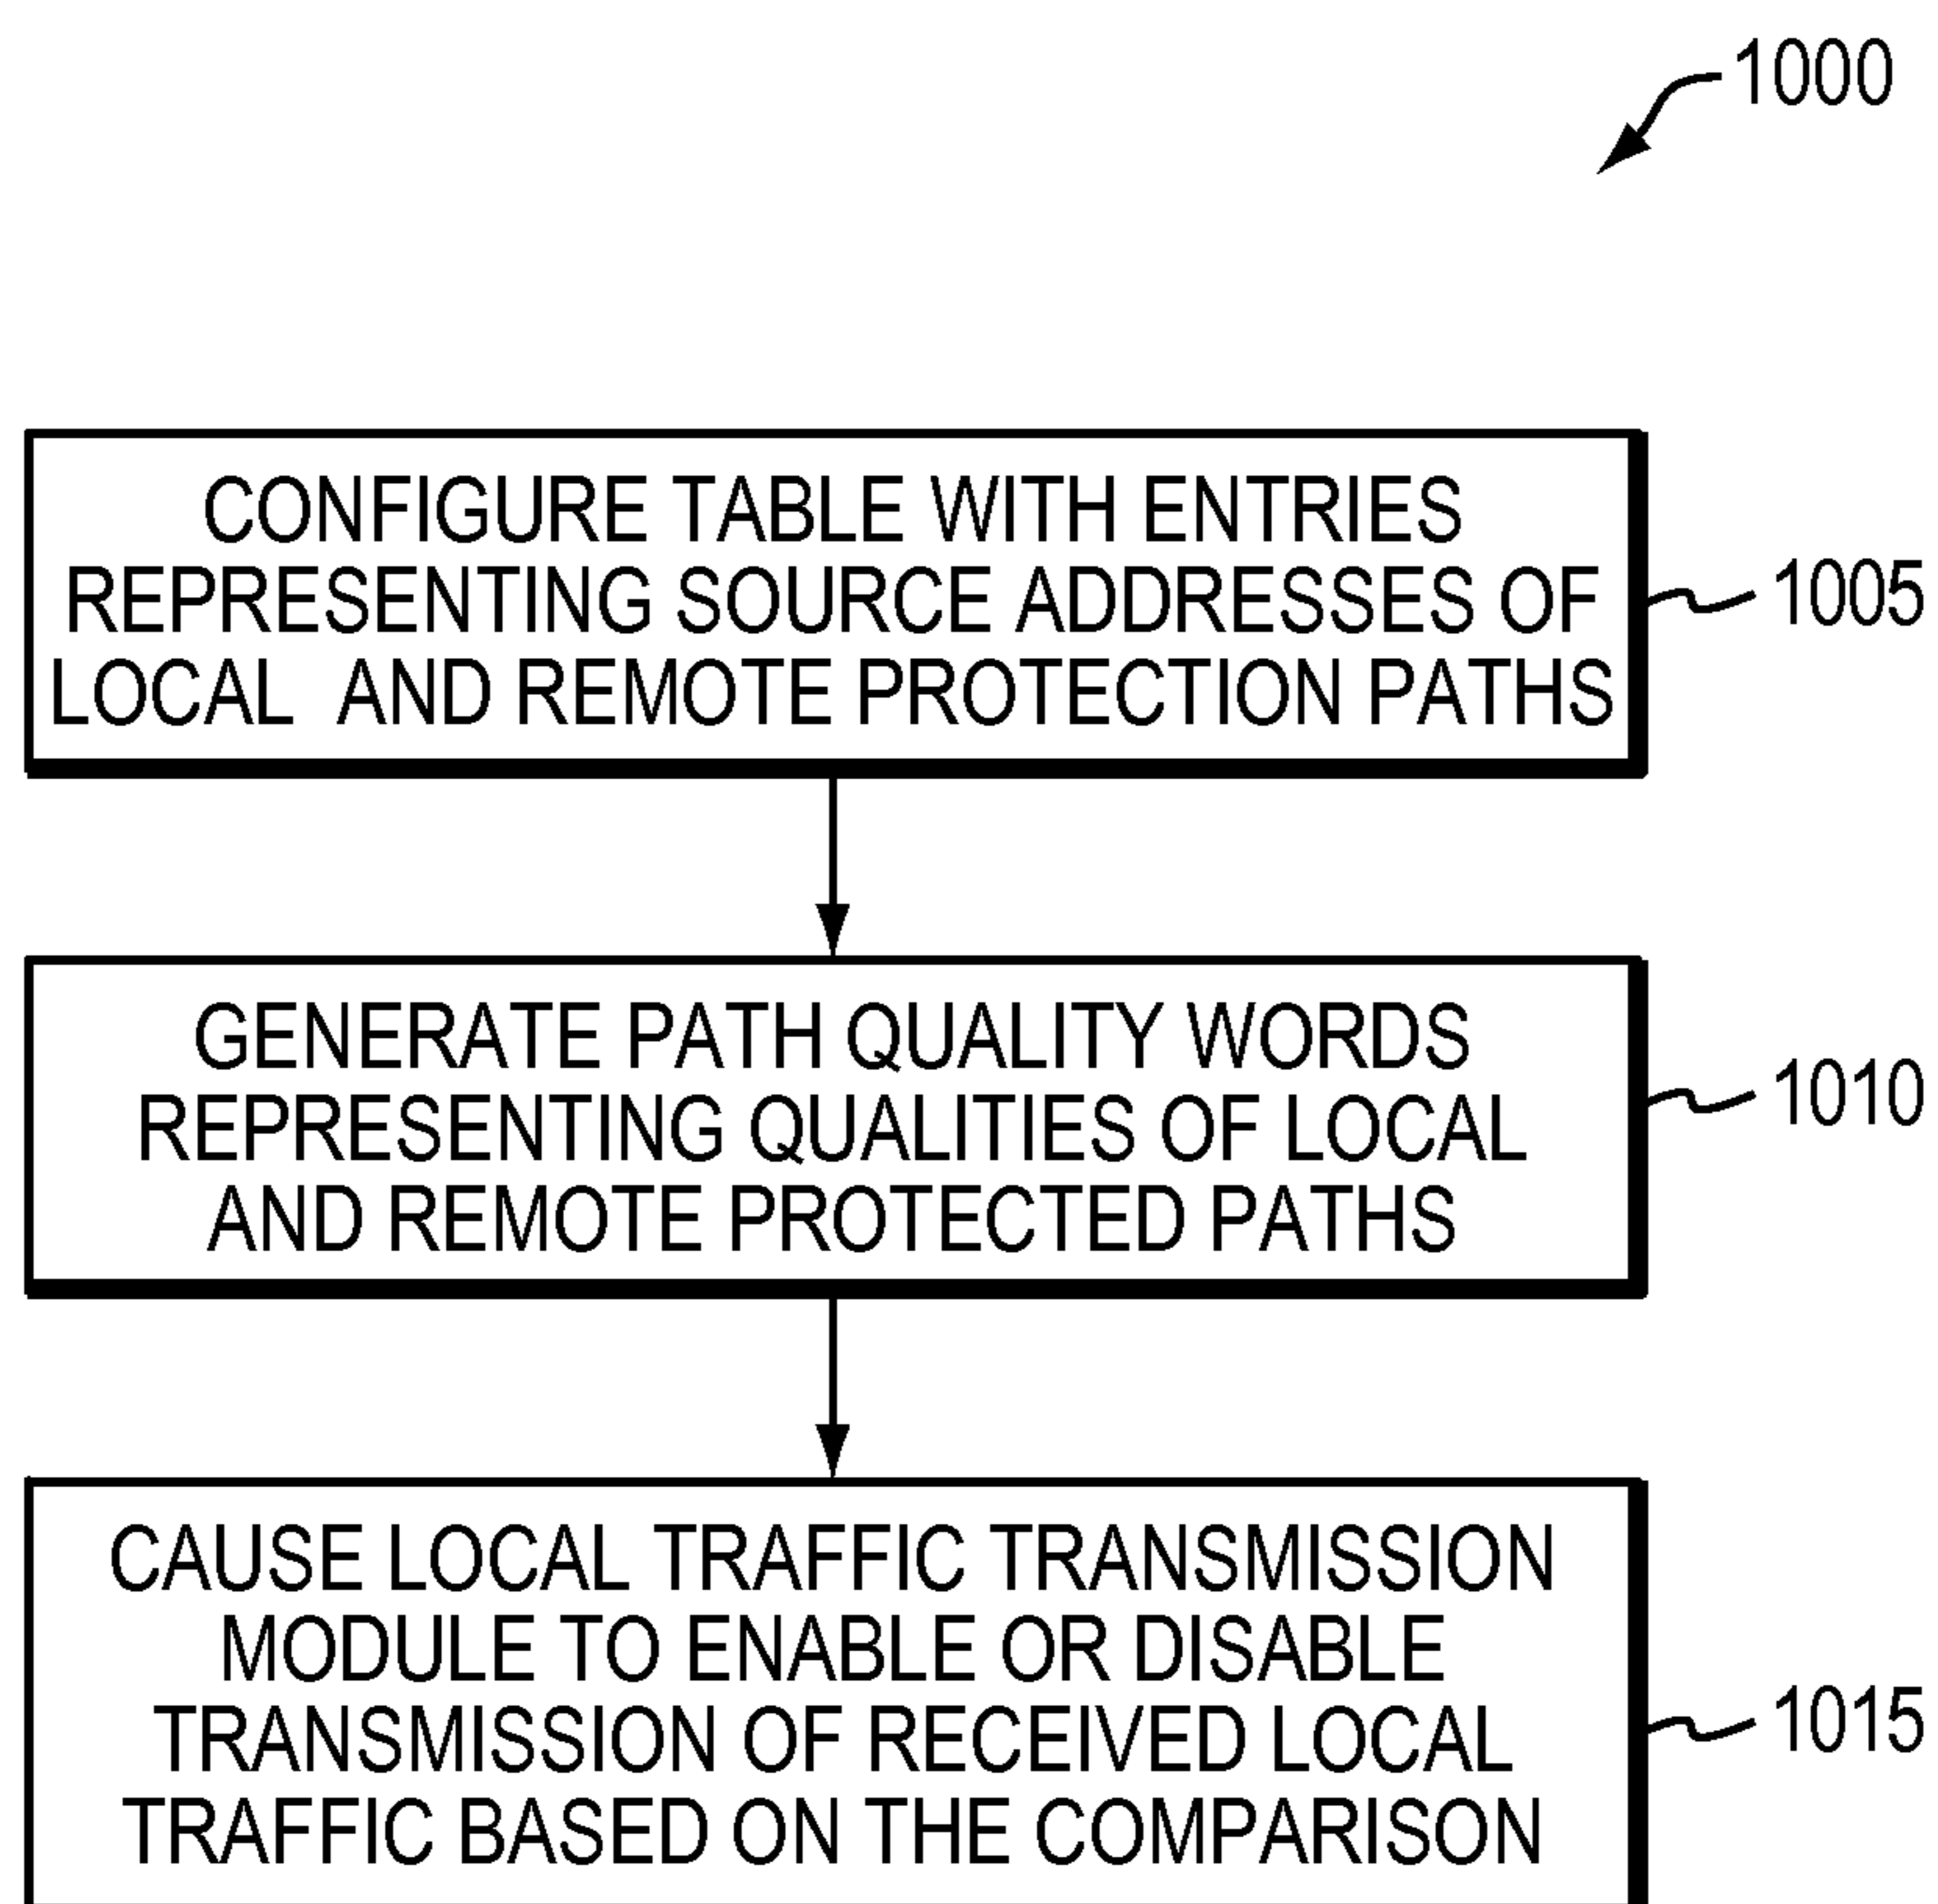 1000
CONFIGURE TABLE WITH ENTRIES
REPRESENTING SOURCE ADDRESSES OF
LOCAL AND REMOTE PROTECTION PATHS
1005
GENERATE PATH QUALITY WORDS
REPRESENTING QUALITIES OF LOCAL
AND REMOTE PROTECTED PATHS
1010
CAUSE LOCAL TRAFFIC TRANSMISSION
MODULE TO ENABLE OR DISABLE
TRANSMISSION OF RECEIVED LOCAL
TRAFFIC BASED ON THE COMPARISON
1015